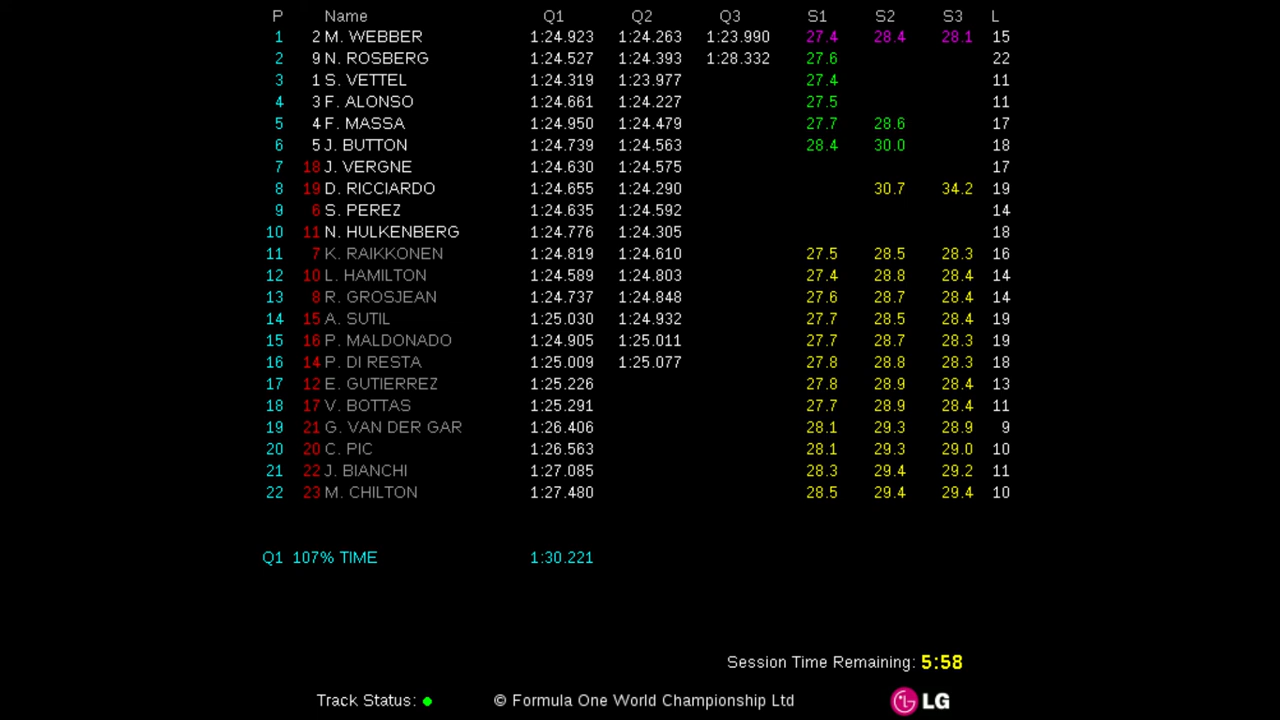 P Name Q1 Q2 Q3 S1 S2 S3 L
1 2 M. WEBBER 1:24.923 1:24.263 1:23.990 27.4 28.4 28.1 15
2 9 N. ROSBERG 1:24.527 1:24.393 1:28.332 27.6 22
3 1 S. VETTEL 1:24.319 1:23.977 27.4 11
4 3 F. ALONSO 1:24.661 1:24.227 27.5 11
5 4 F. MASSA 1:24.950 1:24.479 27.7 28.6 17
6 5 J. BUTTON 1:24.739 1:24.563 28.4 30.0 18
7 18 J. VERGNE 1:24.630 1:24.575 17
8 19 D. RICCIARDO 1:24.655 1:24.290 30.7 34.2 19
9 6 S. PEREZ 1:24.635 1:24.592 14
10 11 N. HULKENBERG 1:24.776 1:24.305 18
11 7 K. RAIKKONEN 1:24.819 1:24.610 27.5 28.5 28.3 16
12 10 L. HAMILTON 1:24.589 1:24.803 27.4 28.8 28.4 14
13 8 R. GROSJEAN 1:24.737 1:24.848 27.6 28.7 28.4 14
14 15 A. SUTIL 1:25.030 1:24.932 27.7 28.5 28.4 19
15 16 P. MALDONADO 1:24.905 1:25.011 27.7 28.7 28.3 19
16 14 P. DI RESTA 1:25.009 1:25.077 27.8 28.8 28.3 18
17 12 E. GUTIERREZ 1:25.226 27.8 28.9 28.4 13
18 17 V. BOTTAS 1:25.291 27.7 28.9 28.4 11
19 21 G. VAN DER GAR 1:26.406 28.1 29.3 28.9 9
20 20 C. PIC 1:26.563 28.1 29.3 29.0 10
21 22 J. BIANCHI 1:27.085 28.3 29.4 29.2 11
22 23 M. CHILTON 1:27.480 28.5 29.4 29.4 10
Q1 107% TIME 1:30.221
Session Time Remaining: 5:58
Track Status: © Formula One World Championship Ltd LG